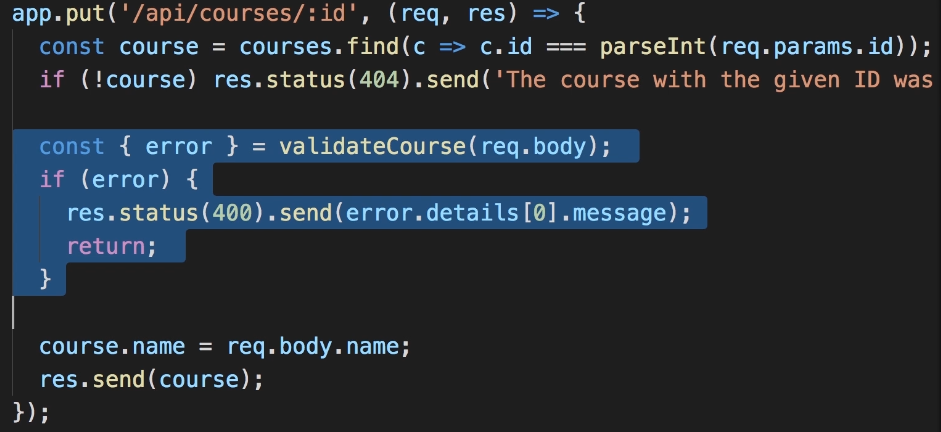 app.put('/api/courses/:id', (req, res) => {
  const course = courses.find(c => c.id === parseInt(req.params.id));
  if (!course) res.status(404).send('The course with the given ID was

  const { error } = validateCourse(req.body);
  if (error) {
    res.status(400).send(error.details[0].message);
    return;
  }

  course.name = req.body.name;
  res.send(course);
});